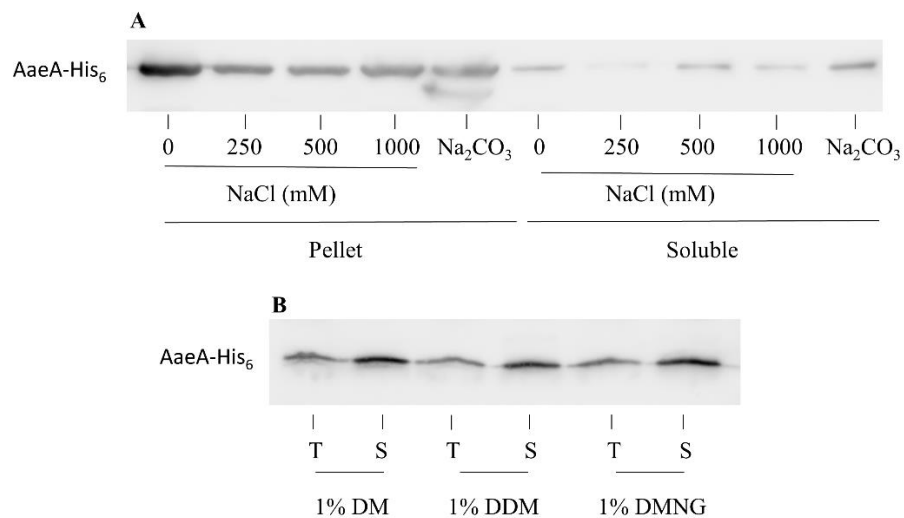 A
AaeA-His₆
0 250 500 1000 Na₂CO₃ 0 250 500 1000 Na₂CO₃
NaCl (mM) NaCl (mM)
Pellet Soluble
B
AaeA-His₆
T S T S T S
1% DM 1% DDM 1% DMNG